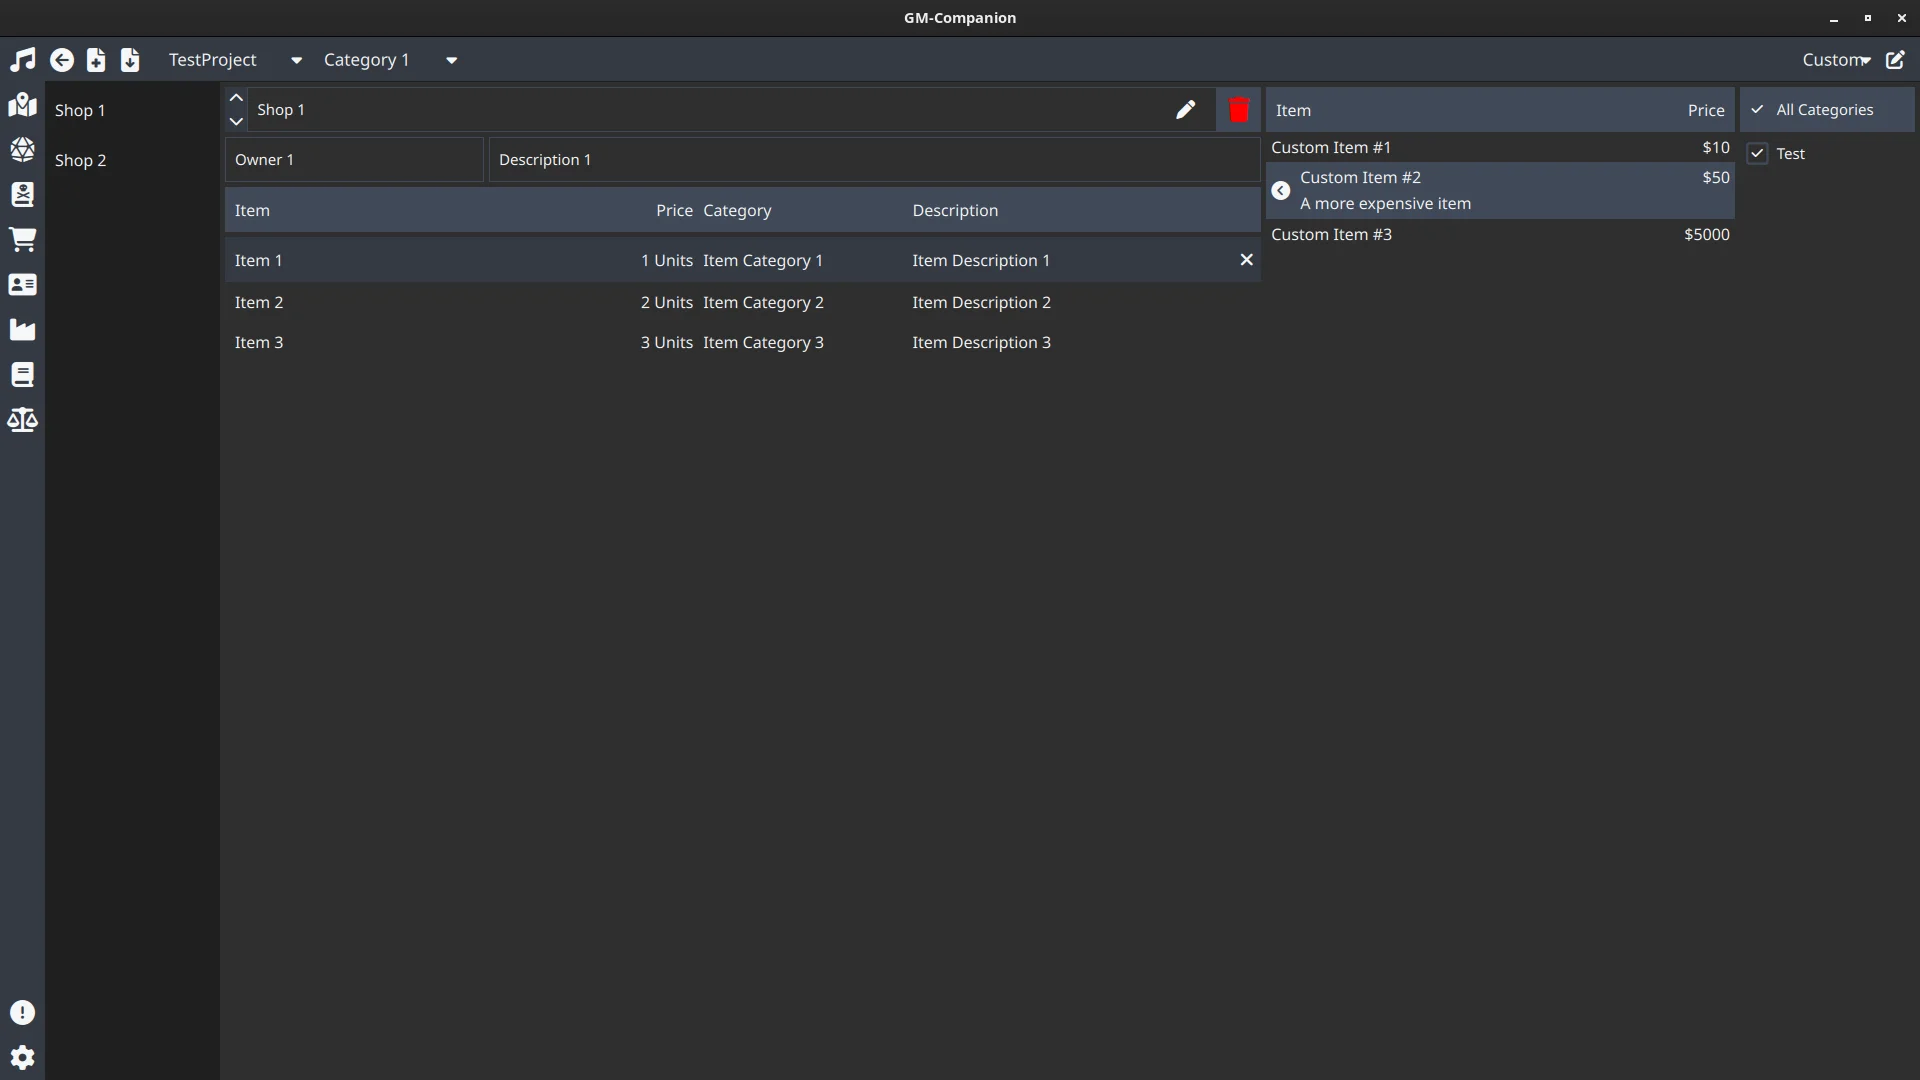 GM-Companion
TestProject Category 1 Custom
Shop 1
Shop 2
Shop 1
Owner 1 Description 1
Item Price Category Description
Item 1 1 Units Item Category 1 Item Description 1
Item 2 2 Units Item Category 2 Item Description 2
Item 3 3 Units Item Category 3 Item Description 3
Item Price
Custom Item #1 $10
Custom Item #2 $50
A more expensive item
Custom Item #3 $5000
All Categories
Test